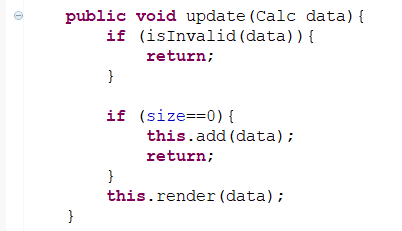 public void update(Calc data){
if (isInvalid(data)){
return;
}
if (size==0){
this.add(data);
return;
}
this.render(data);
}